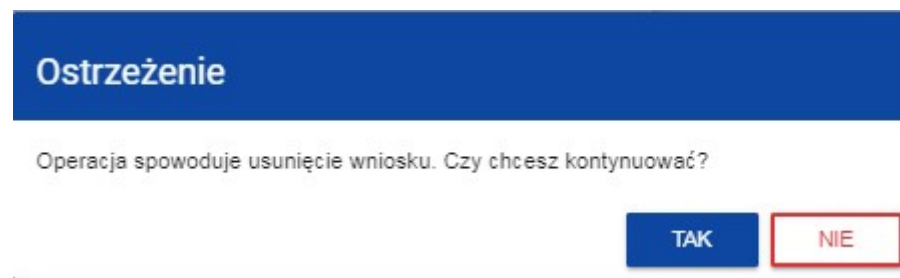 Ostrzeżenie
Operacja spowoduje usunięcie wniosku. Czy chcesz kontynuować?
TAK NIE